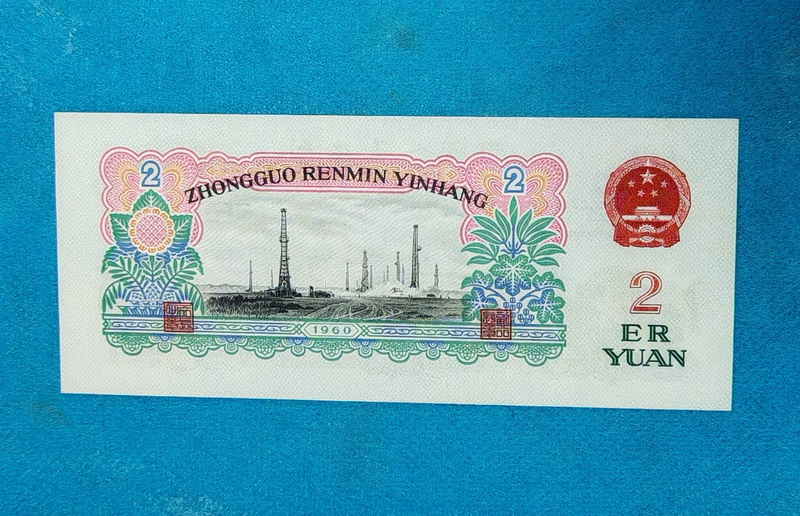 2
ZHONGGUO RENMIN YINHANG
2
1960
2
ER
YUAN